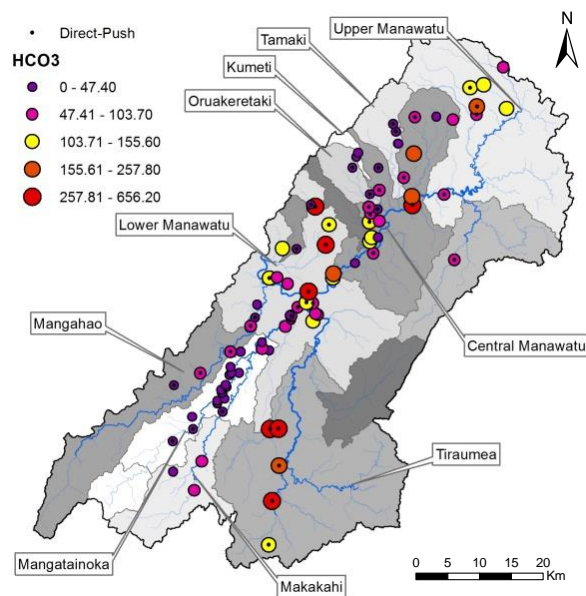 Direct-Push
HCO3
0 - 47.40
47.41 - 103.70
103.71 - 155.60
155.61 - 257.80
257.81 - 656.20
Upper Manawatu
N
Tamaki
Kumeti
Oruakeretaki
Lower Manawatu
Mangahao
Central Manawatu
Tiraumea
Mangatainoka
Makakahi
0 5 10 15 20
Km